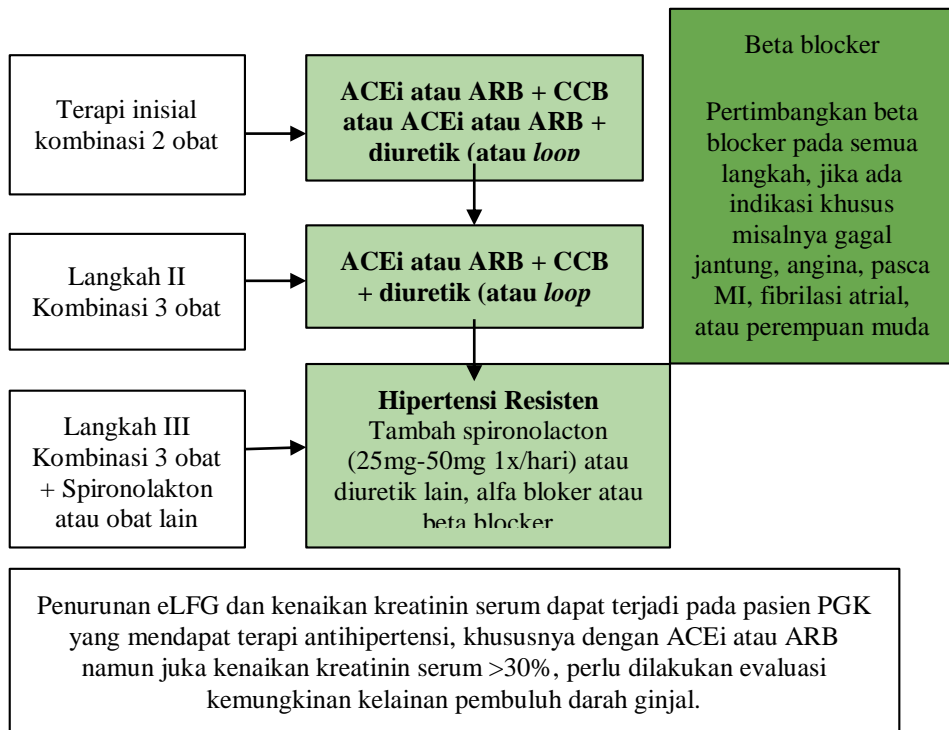 Terapi inisial
kombinasi 2 obat
ACEi atau ARB + CCB
atau ACEi atau ARB +
diuretik (atau loop
Beta blocker
Pertimbangkan beta
blocker pada semua
langkah, jika ada
indikasi khusus
misalnya gagal
jantung, angina, pasca
MI, fibrilasi atrial,
atau perempuan muda
Langkah II
Kombinasi 3 obat
ACEi atau ARB + CCB
+ diuretik (atau loop
Langkah III
Kombinasi 3 obat
+ Spironolakton
atau obat lain
Hipertensi Resisten
Tambah spironolacton
(25mg-50mg 1x/hari) atau
diuretik lain, alfa bloker atau
beta blocker
Penurunan eLFG dan kenaikan kreatinin serum dapat terjadi pada pasien PGK
yang mendapat terapi antihipertensi, khususnya dengan ACEi atau ARB
namun juka kenaikan kreatinin serum >30%, perlu dilakukan evaluasi
kemungkinan kelainan pembuluh darah ginjal.